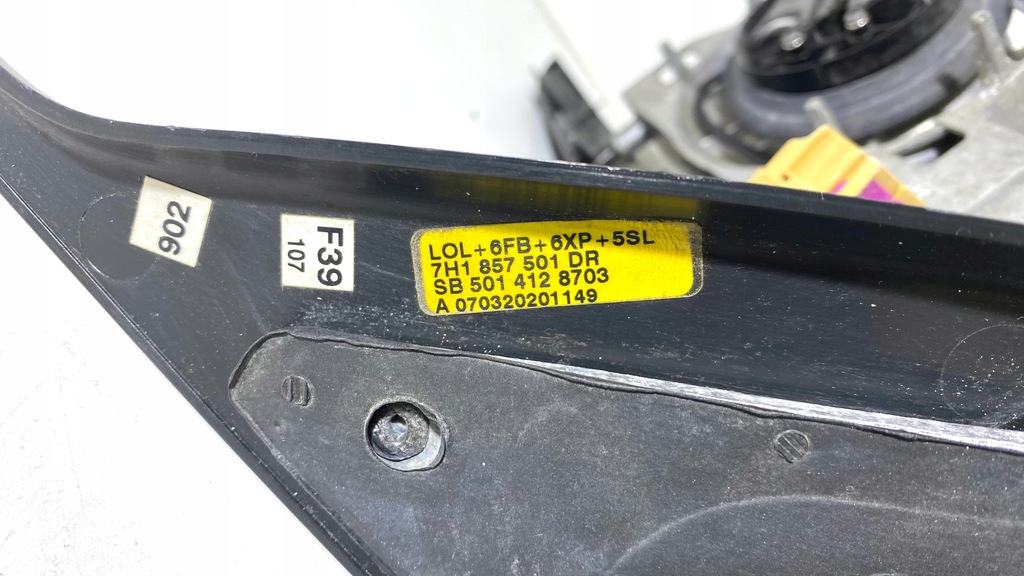 902
F39
107
LOL+6FB+6XP+5SL
7H1 857 501 DR
SB 501 412 8703
A 070320201149